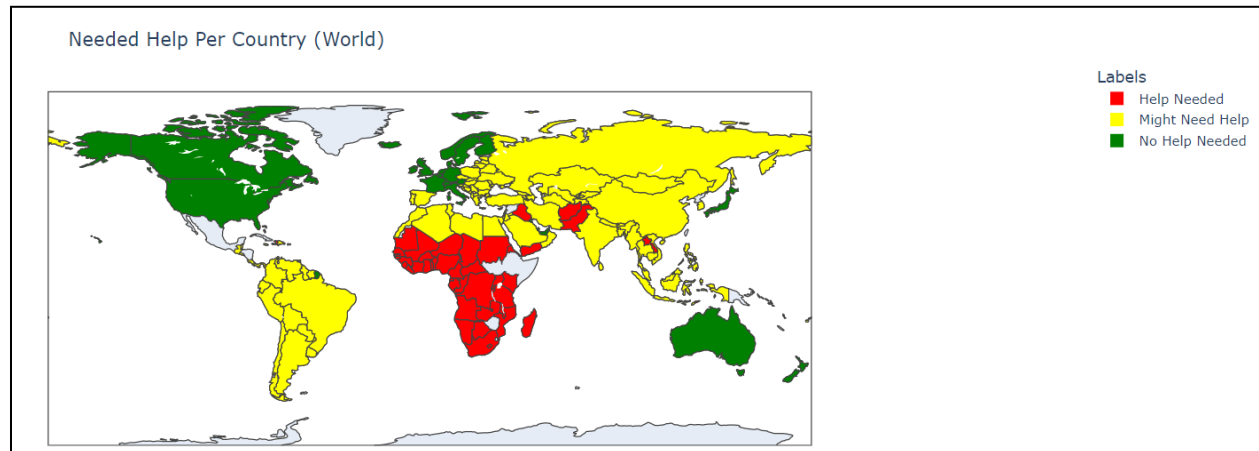 Needed Help Per Country (World)
Labels
Help Needed
Might Need Help
No Help Needed